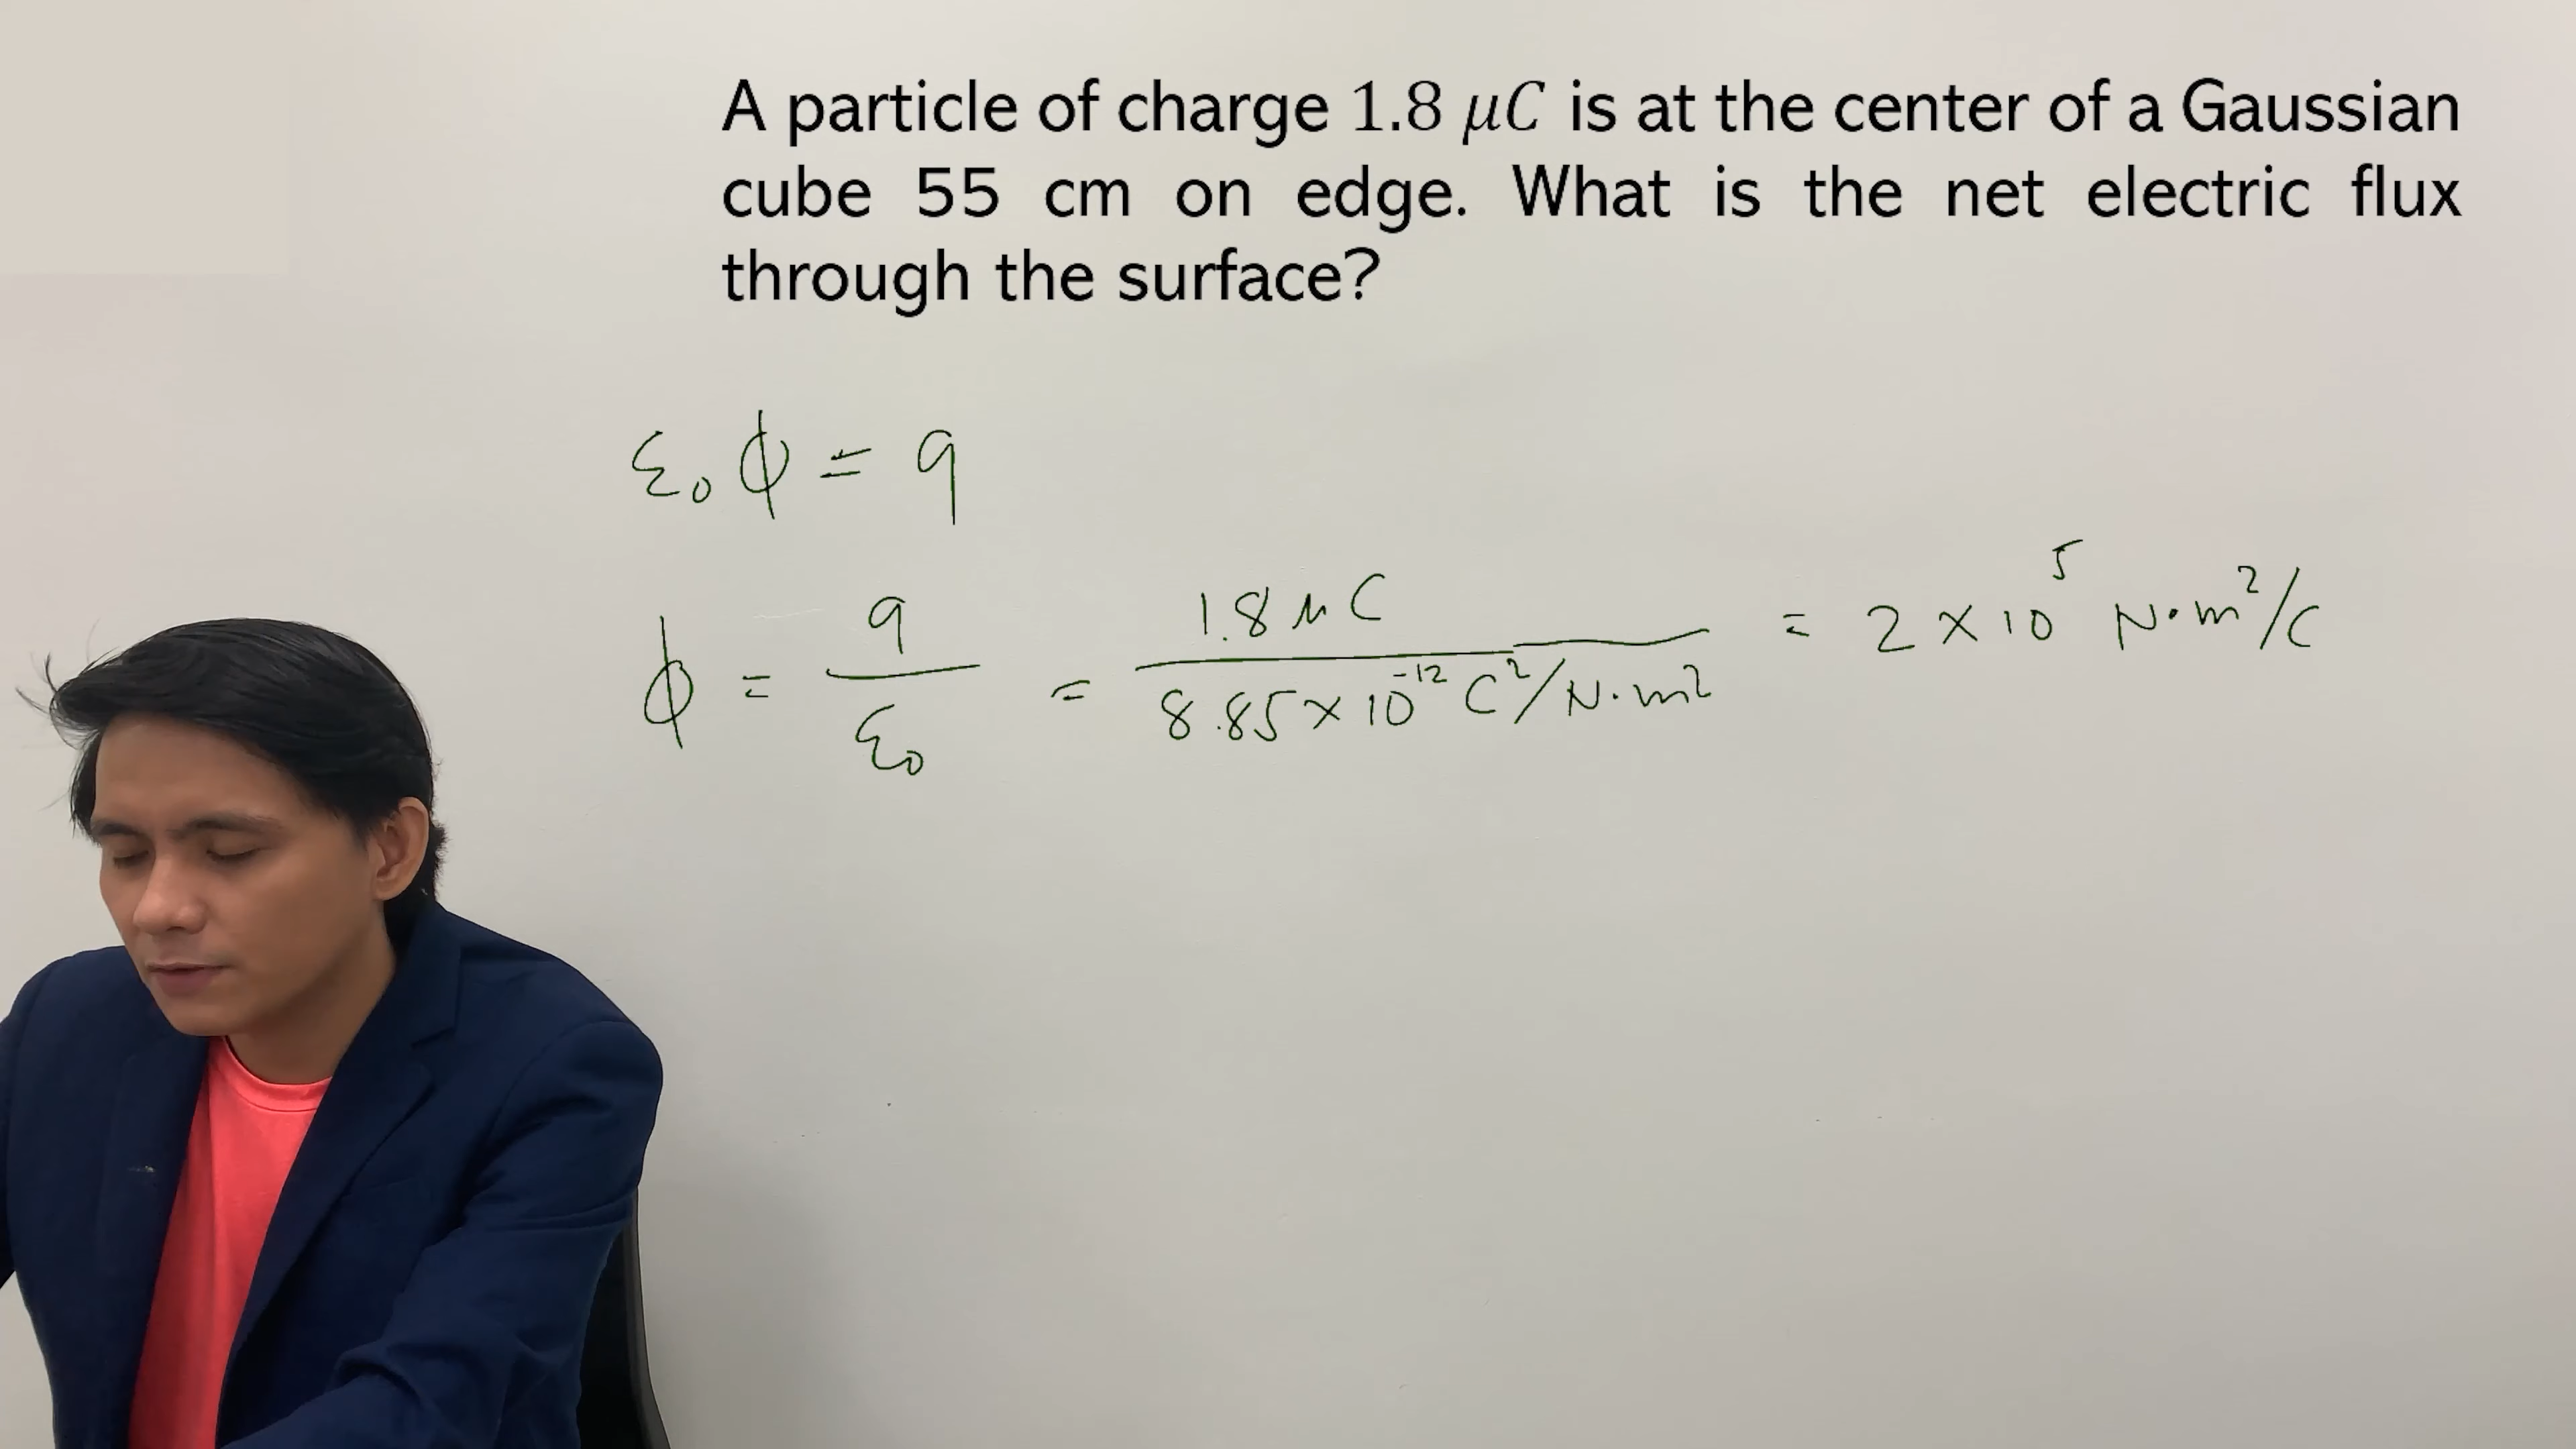 A particle of charge 1.8 μC is at the center of a Gaussian
cube 55 cm on edge. What is the net electric flux
through the surface?
ε₀ ϕ = q
ϕ = q / ε₀ = 1.8 μC / 8.85 × 10⁻¹² C²/N·m² = 2 × 10⁵ N·m²/C